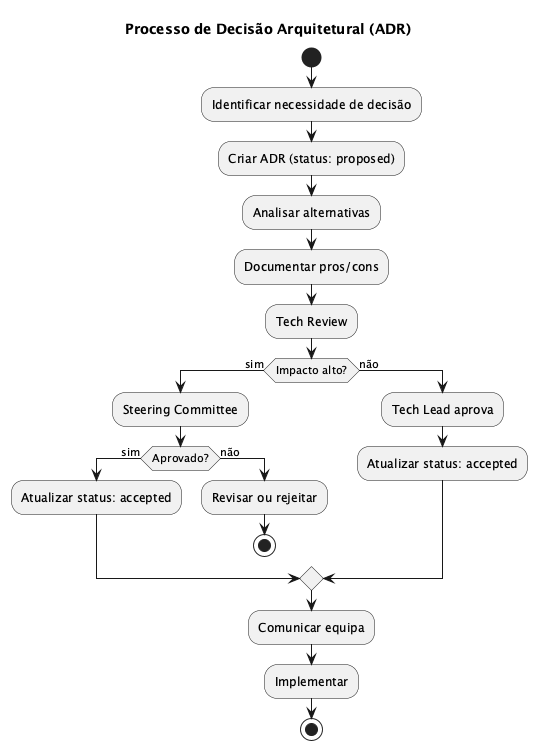 Processo de Decisão Arquitetural (ADR)
Identificar necessidade de decisão
Criar ADR (status: proposed)
Analisar alternativas
Documentar pros/cons
Tech Review
Impacto alto?
sim
não
Steering Committee
Tech Lead aprova
Aprovado?
sim
não
Atualizar status: accepted
Atualizar status: accepted
Revisar ou rejeitar
Comunicar equipa
Implementar